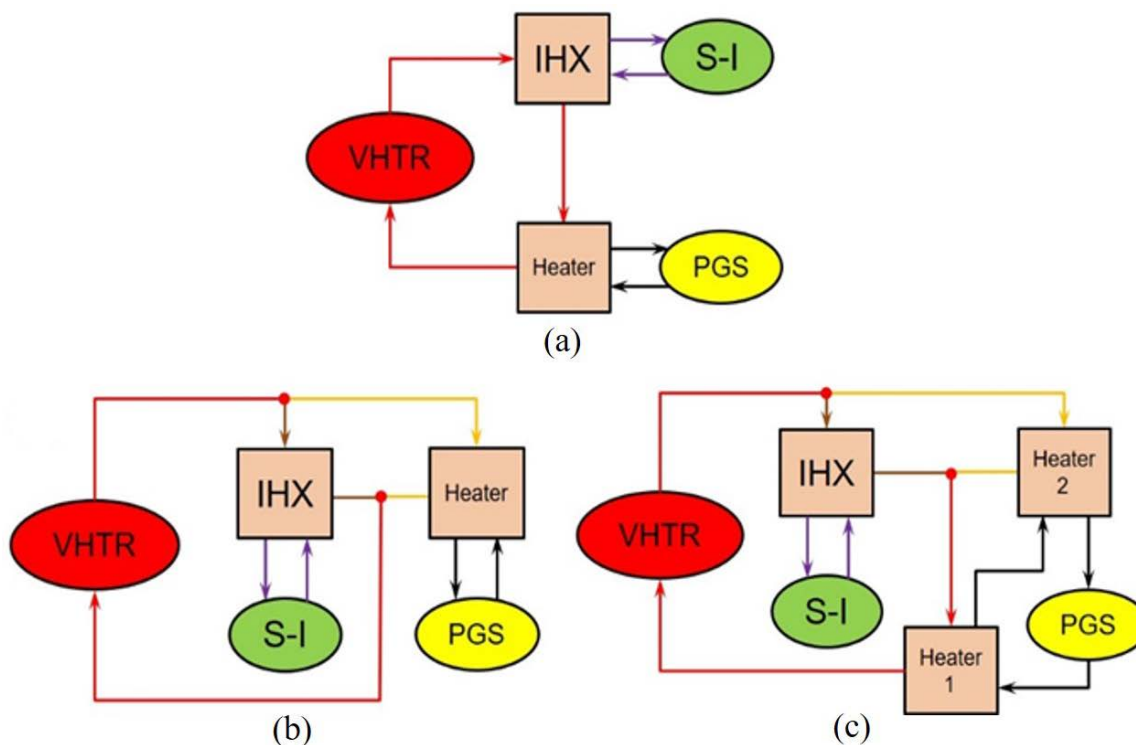 IHX
S-I
VHTR
Heater
PGS
(a)
IHX
Heater
VHTR
S-I
PGS
(b)
IHX
Heater
2
VHTR
S-I
PGS
Heater
1
(c)